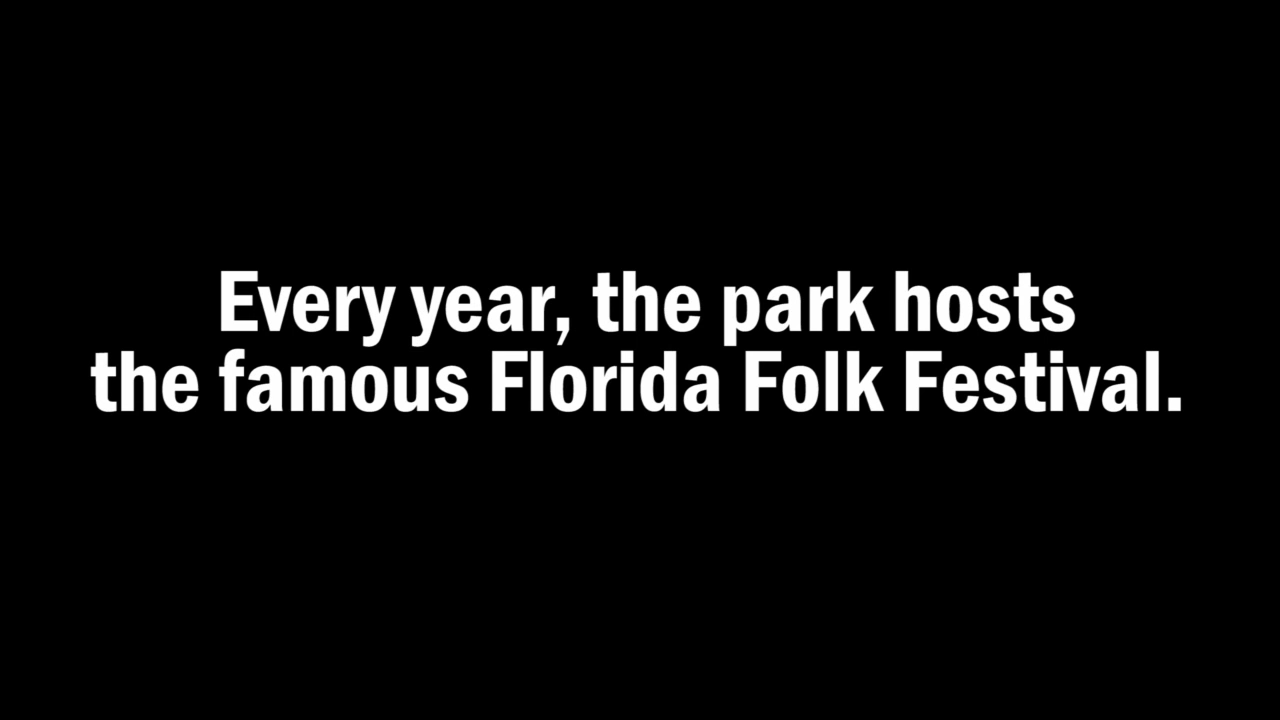 Every year, the park hosts
the famous Florida Folk Festival.